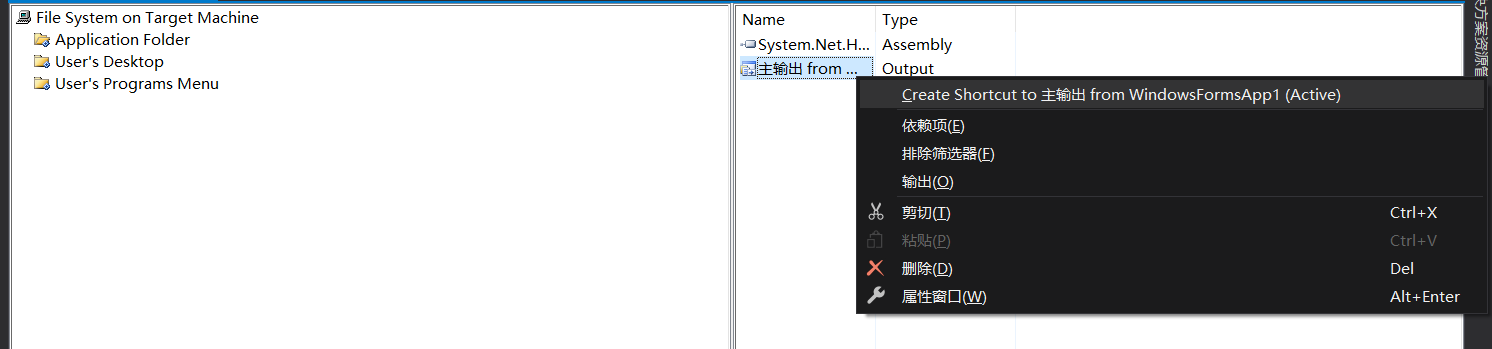 File System on Target Machine
Application Folder
User's Desktop
User's Programs Menu
Name Type
System.Net.H... Assembly
主输出 from ... Output
Create Shortcut to 主输出 from WindowsFormsApp1 (Active)
依赖项(E)
排除筛选器(F)
输出(O)
剪切(T) Ctrl+X
粘贴(P) Ctrl+V
删除(D) Del
属性窗口(W) Alt+Enter
方案资源管